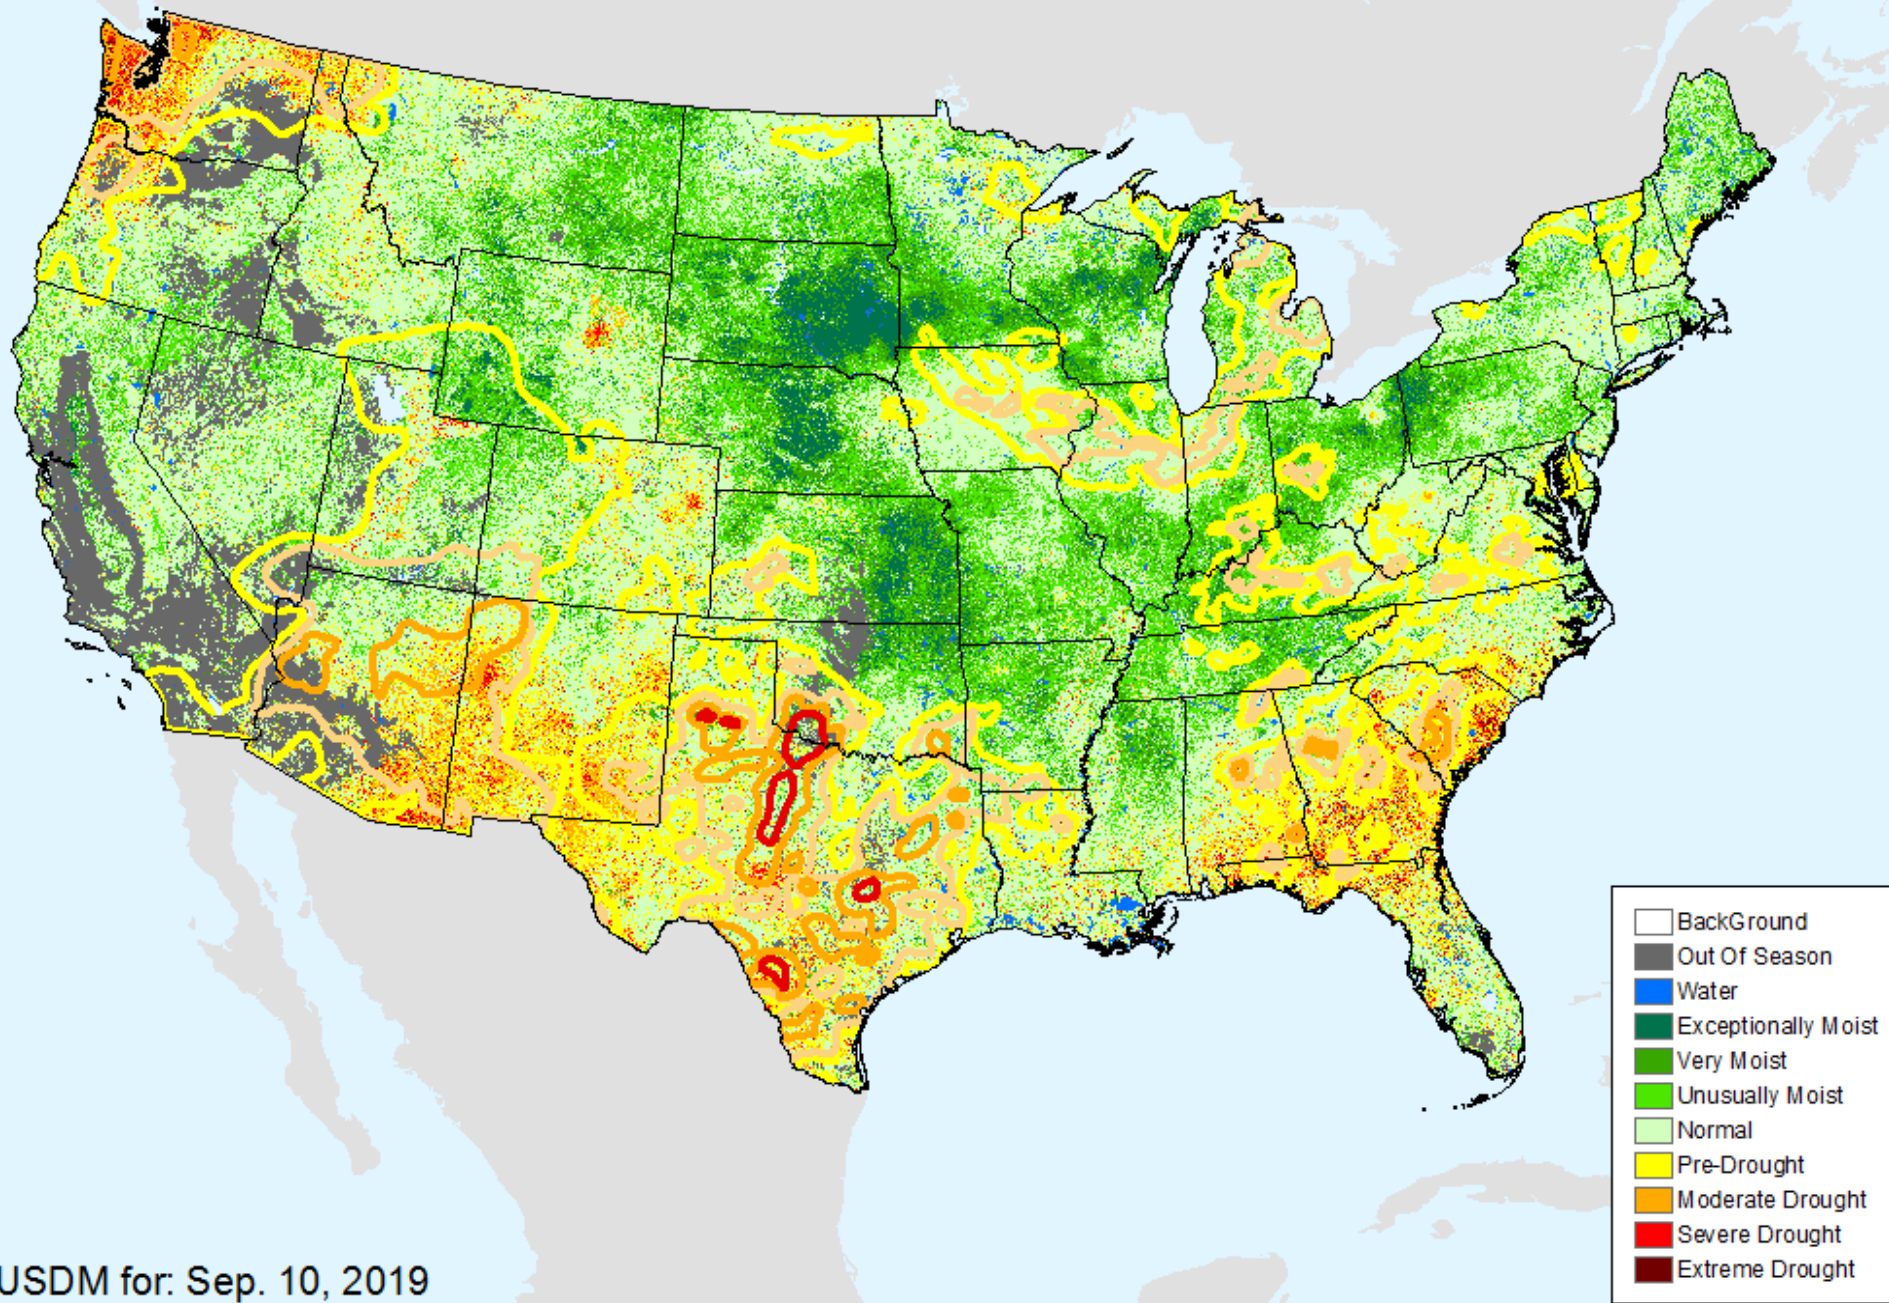 BackGround
Out Of Season
Water
Exceptionally Moist
Very Moist
Unusually Moist
Normal
Pre-Drought
Moderate Drought
Severe Drought
Extreme Drought
USDM for: Sep. 10, 2019